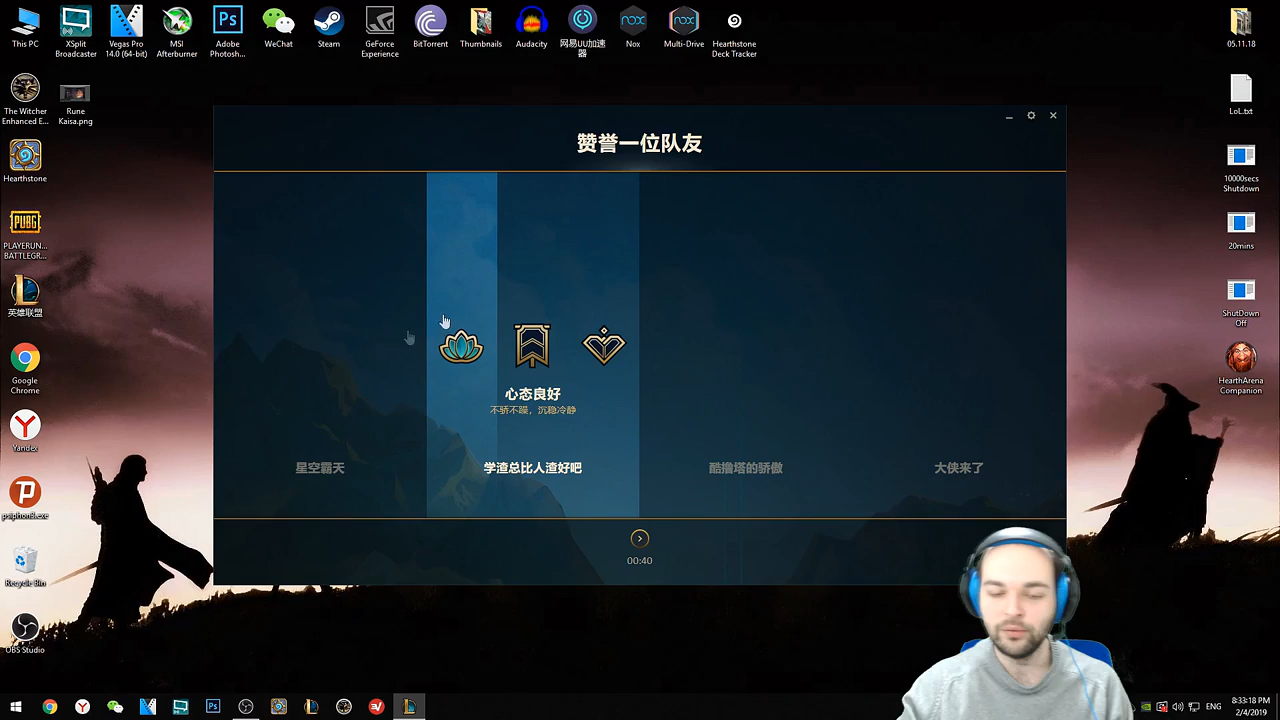 This PC
XSplit
Broadcaster
Vegas Pro
14.0 (64-bit)
MSI
Afterburner
Adobe
Photosh...
WeChat
Steam
GeForce
Experience
BitTorrent
Thumbnails
Audacity
网易UU加速
器
Nox
Multi-Drive
Hearthstone
Deck Tracker
05.11.18
The Witcher
Enhanced E...
Rune
Kaisa.png
LoL.txt
Hearthstone
10000secs
Shutdown
PLAYERUN...
BATTLEGR...
20mins
英雄联盟
ShutDown
Off
Google
Chrome
HearthArena
Companion
Yandex
psiphon3.exe
Recycle Bin
OBS Studio
赞誉一位队友
心态良好
不骄不躁，沉稳冷静
星空霸天
学渣总比人渣好吧
酷撸塔的骄傲
大侠来了
00:40
ENG
8:33:18 PM
2/4/2019